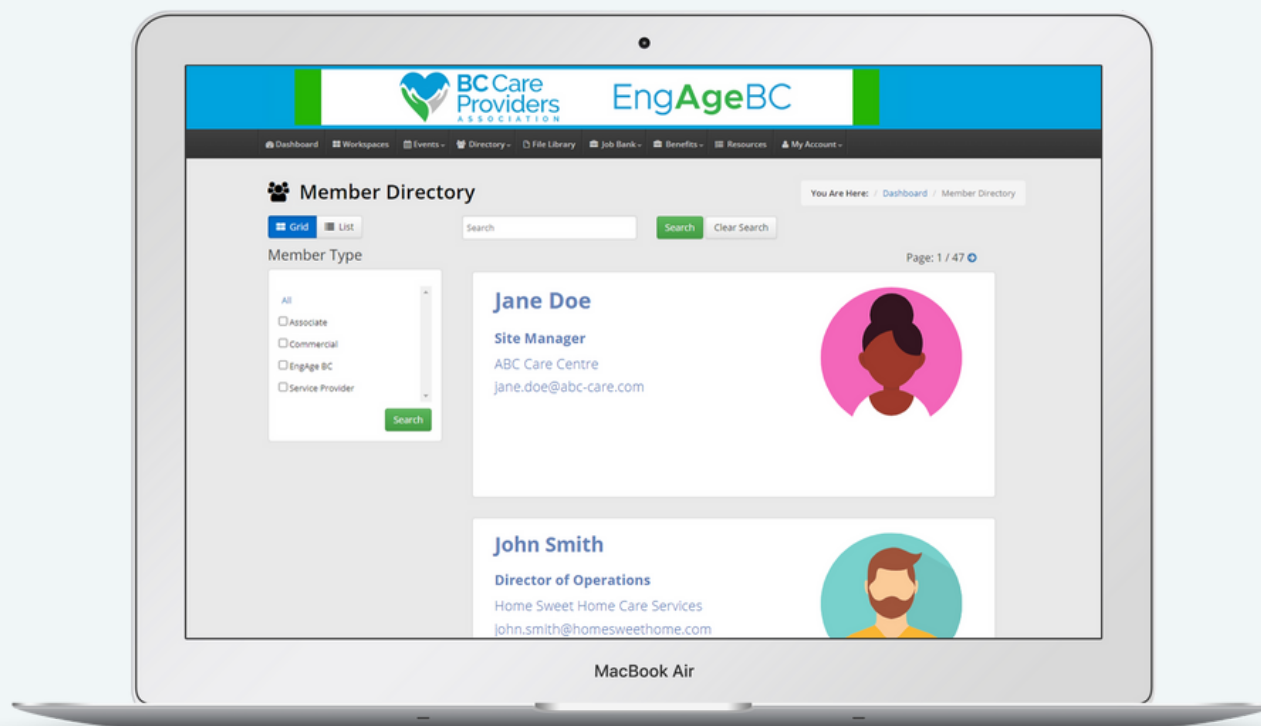 BC Care
Providers
ASSOCIATION
EngAgeBC
Dashboard Workspaces Events Directory File Library Job Bank Benefits Resources My Account
Member Directory
You Are Here: / Dashboard / Member Directory
Grid List Search Search Clear Search
Member Type
Page: 1 / 47
All
Associate
Commercial
EngAge BC
Service Provider
Search
Jane Doe
Site Manager
ABC Care Centre
jane.doe@abc-care.com
John Smith
Director of Operations
Home Sweet Home Care Services
john.smith@homesweethome.com
MacBook Air